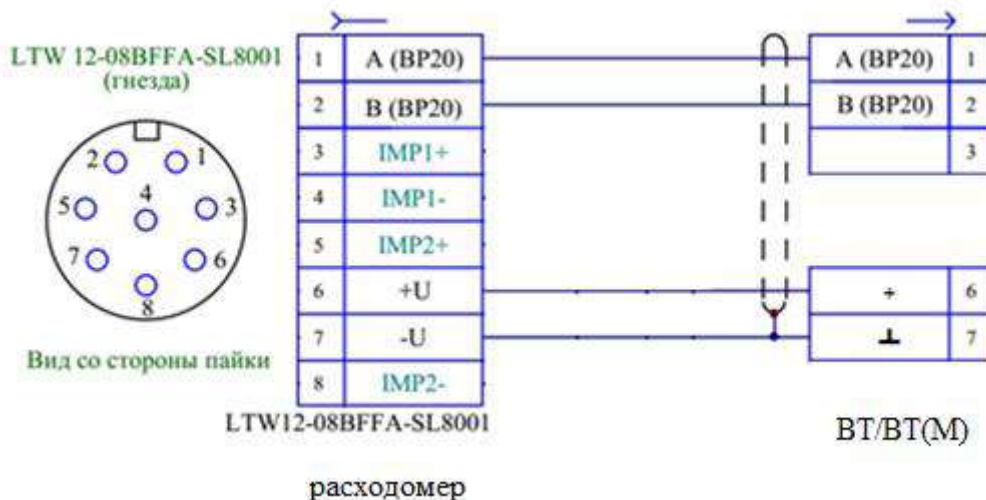 LTW 12-08BFFA-SL8001
(гнезда)
2 1
4
5 3
7 6
8
Вид со стороны пайки
1 A (BP20)
2 B (BP20)
3 IMP1+
4 IMP1-
5 IMP2+
6 +U
7 -U
8 IMP2-
LTW12-08BFFA-SL8001
расходомер
A (BP20) 1
B (BP20) 2
3
+ 6
⊥ 7
ВТ/ВТ(М)